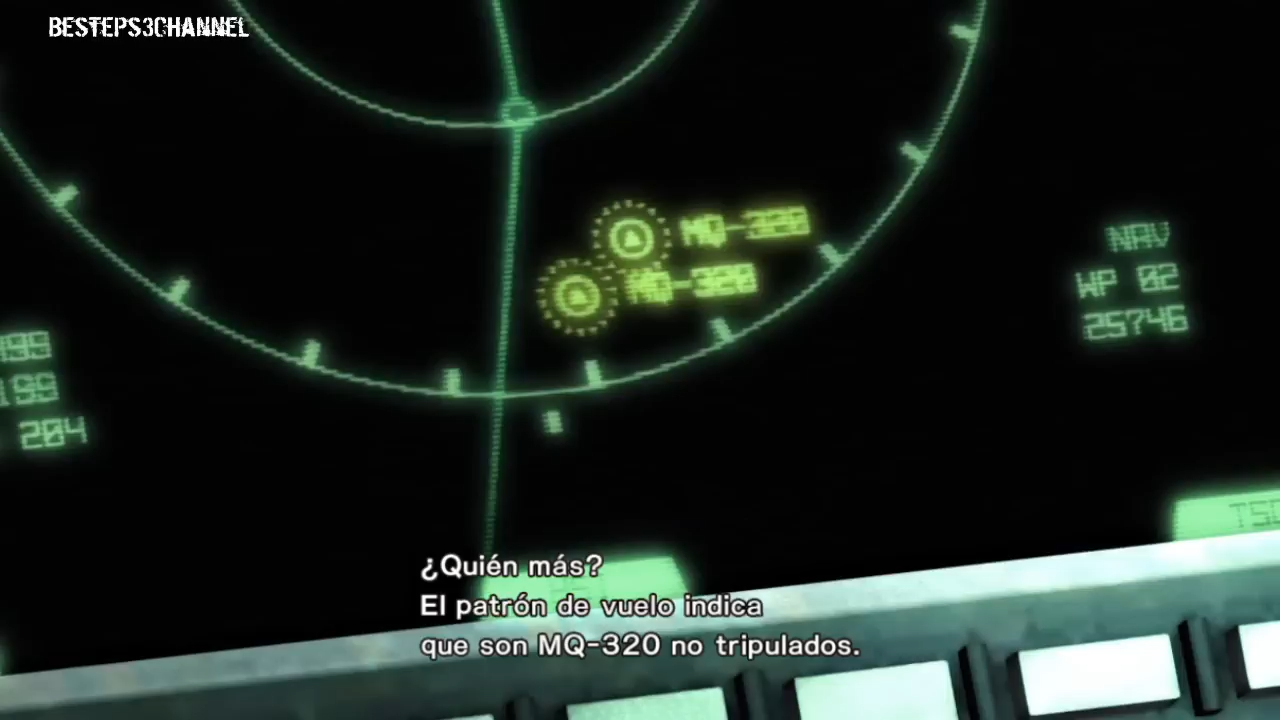 BESTEPS3CHANNEL
MQ-320
MQ-320
NAV
WP 02
25746
199
204
¿Quién más?
El patrón de vuelo indica
que son MQ-320 no tripulados.